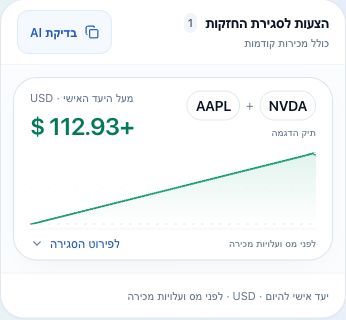 הצעות לסגירת החזקות 1
כולל מכירות קודמות
בדיקת AI
NVDA + AAPL
תיק הדגמה
מעל היעד האישי · USD
$ 112.93+
לפני מס ועלויות מכירה
לפירוט הסגירה
יעד אישי להיום · USD · לפני מס ועלויות מכירה